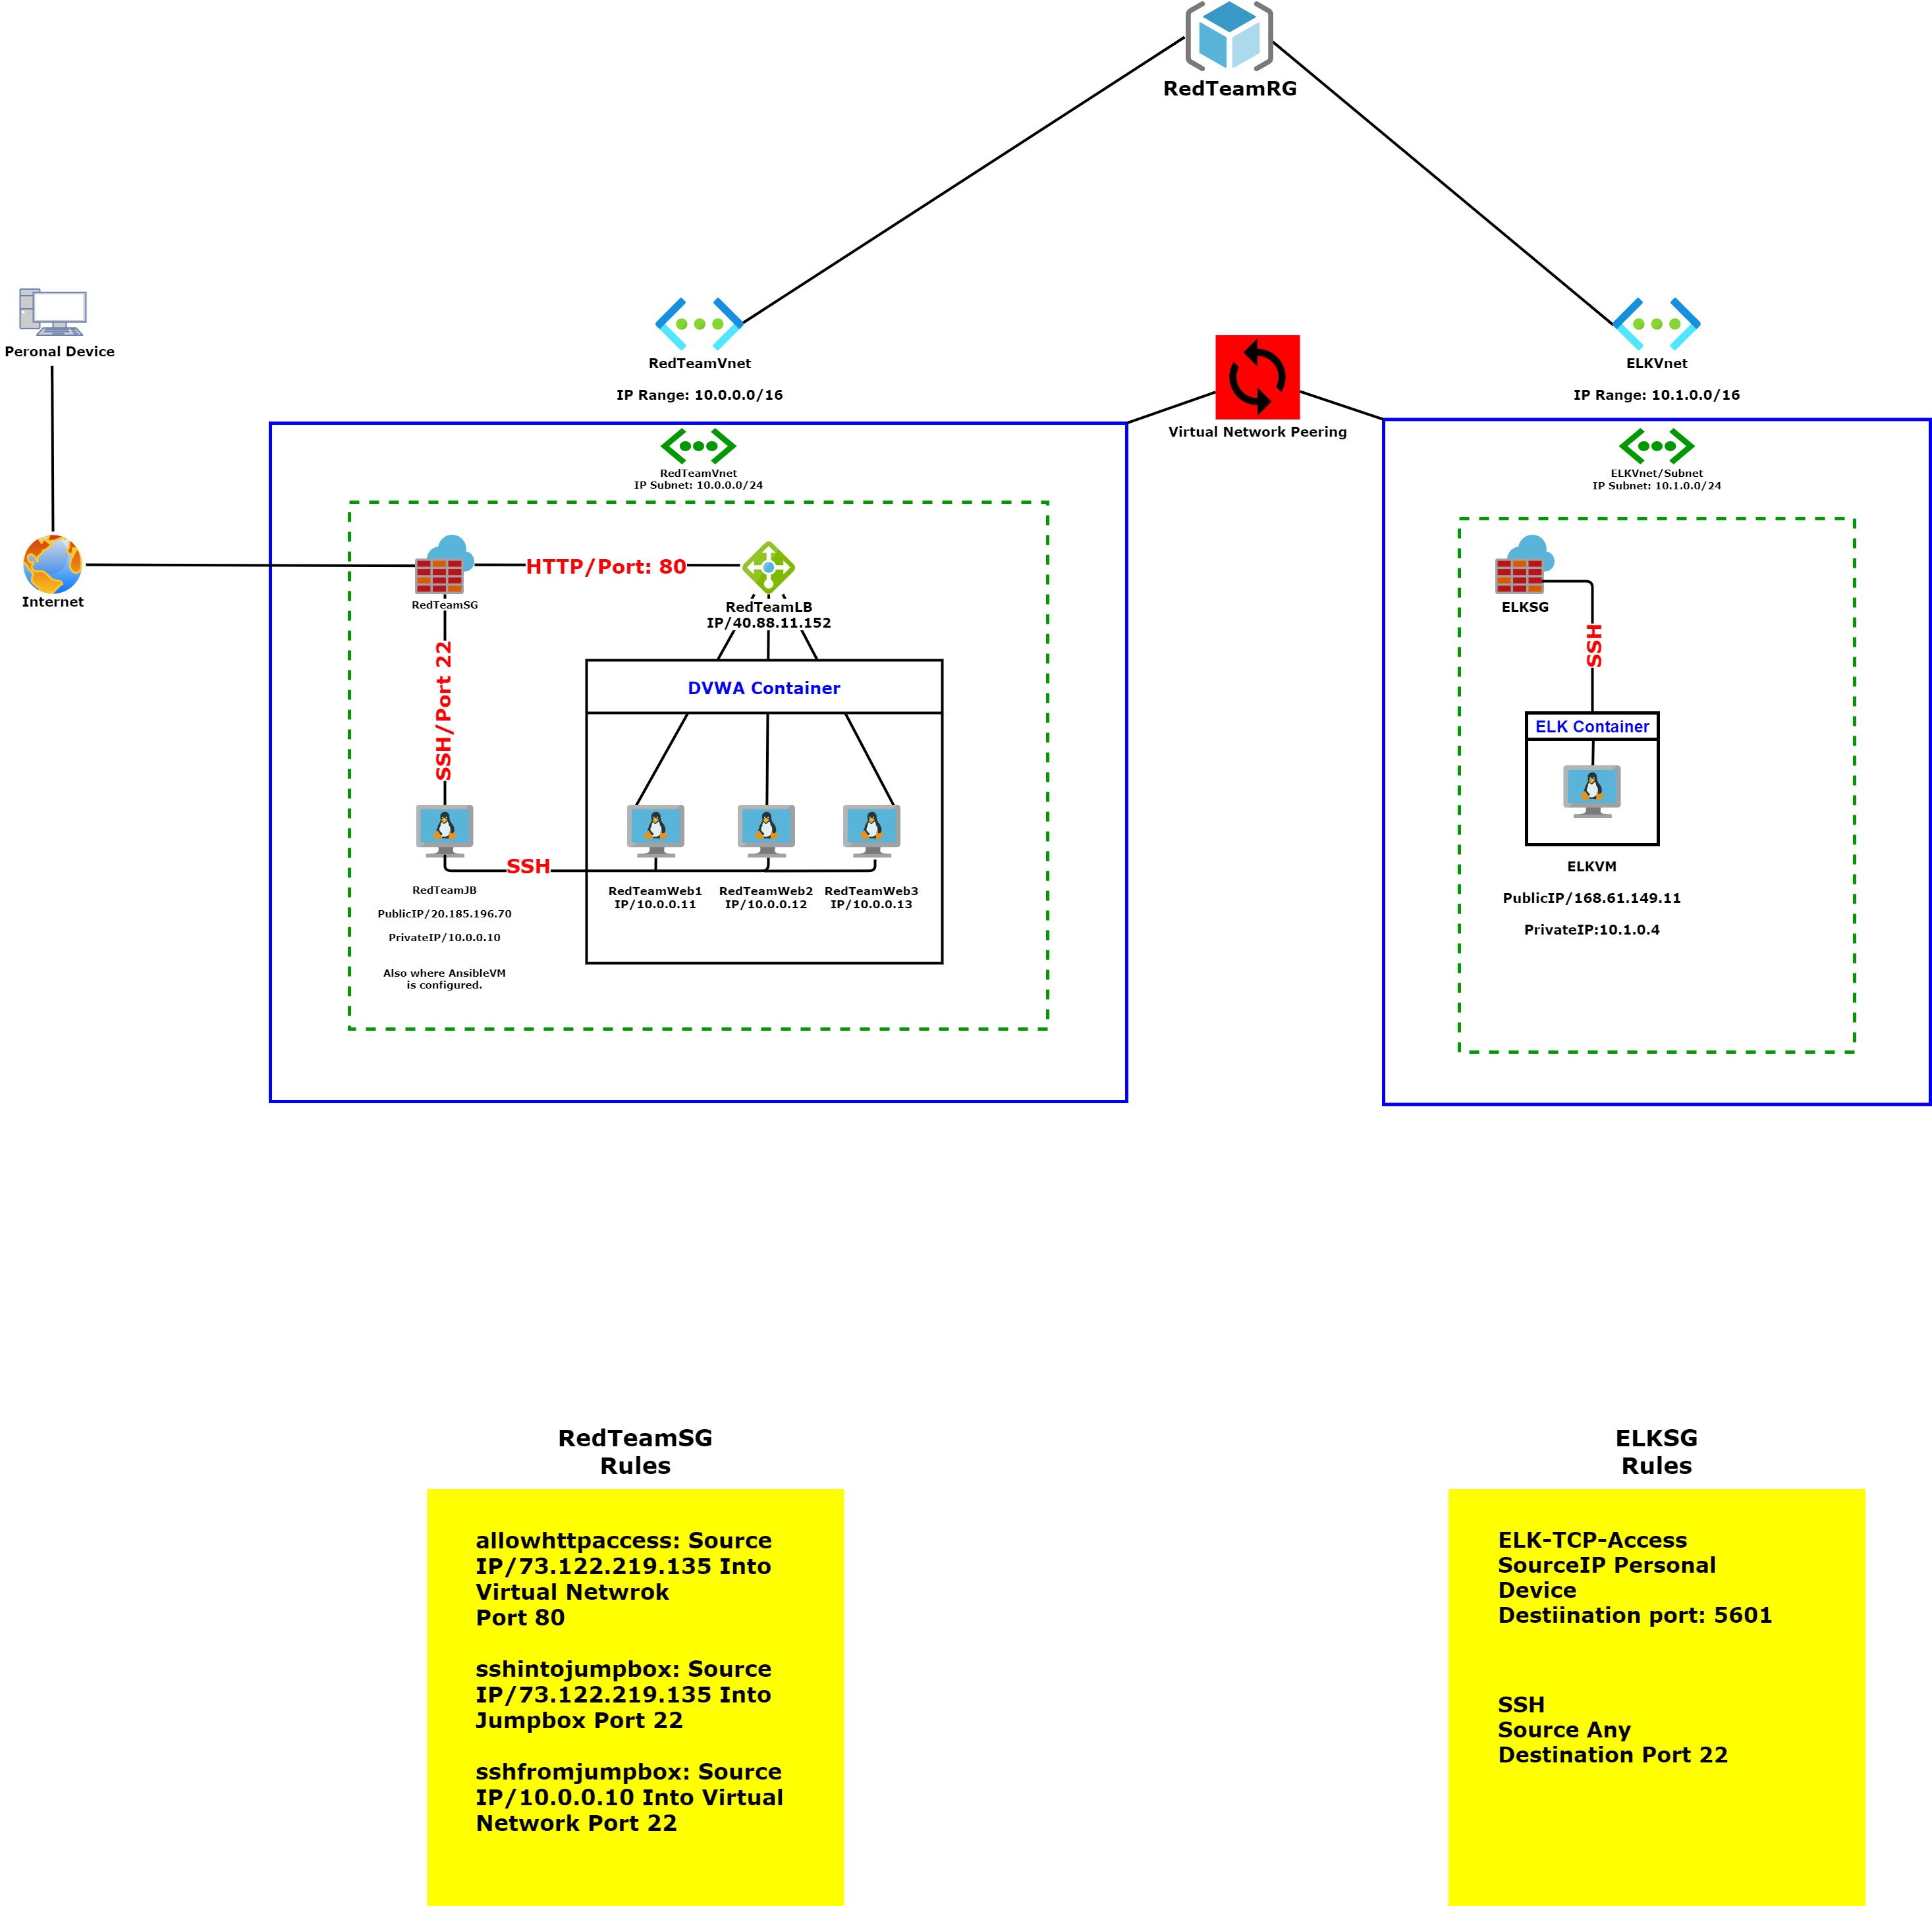 RedTeamRG
Peronal Device
RedTeamVnet
IP Range: 10.0.0.0/16
Virtual Network Peering
ELKVnet
IP Range: 10.1.0.0/16
RedTeamVnet
IP Subnet: 10.0.0.0/24
ELKVnet/Subnet
IP Subnet: 10.1.0.0/24
Internet
RedTeamSG
HTTP/Port: 80
RedTeamLB
IP/40.88.11.152
SSH/Port 22
DVWA Container
SSH
RedTeamJB
PublicIP/20.185.196.70
PrivateIP/10.0.0.10
Also where AnsibleVM
is configured.
RedTeamWeb1
IP/10.0.0.11
RedTeamWeb2
IP/10.0.0.12
RedTeamWeb3
IP/10.0.0.13
ELKSG
SSH
ELK Container
ELKVM
PublicIP/168.61.149.11
PrivateIP:10.1.0.4
RedTeamSG
Rules
allowhttpaccess: Source
IP/73.122.219.135 Into
Virtual Netwrok
Port 80
sshintojumpbox: Source
IP/73.122.219.135 Into
Jumpbox Port 22
sshfromjumpbox: Source
IP/10.0.0.10 Into Virtual
Network Port 22
ELKSG
Rules
ELK-TCP-Access
SourceIP Personal
Device
Destiination port: 5601
SSH
Source Any
Destination Port 22